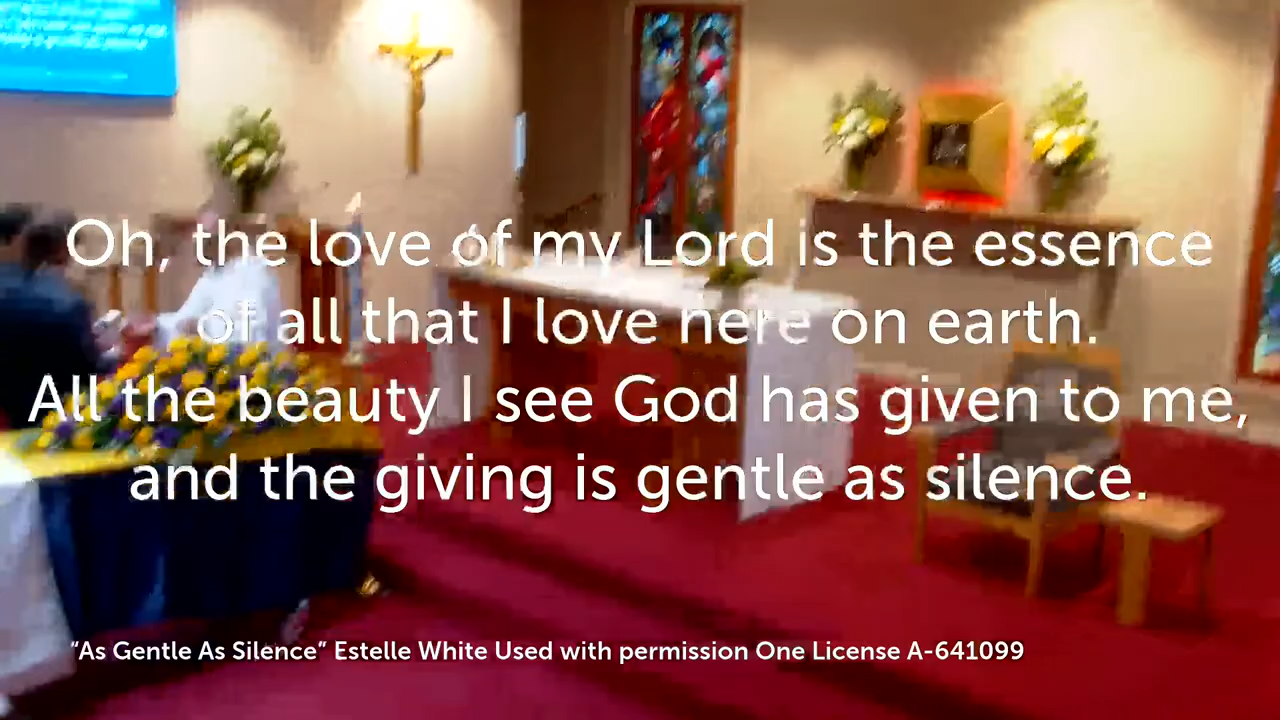 Oh, the love of my Lord is the essence
of all that I love here on earth.
All the beauty I see God has given to me,
and the giving is gentle as silence.
“As Gentle As Silence” Estelle White Used with permission One License A-641099